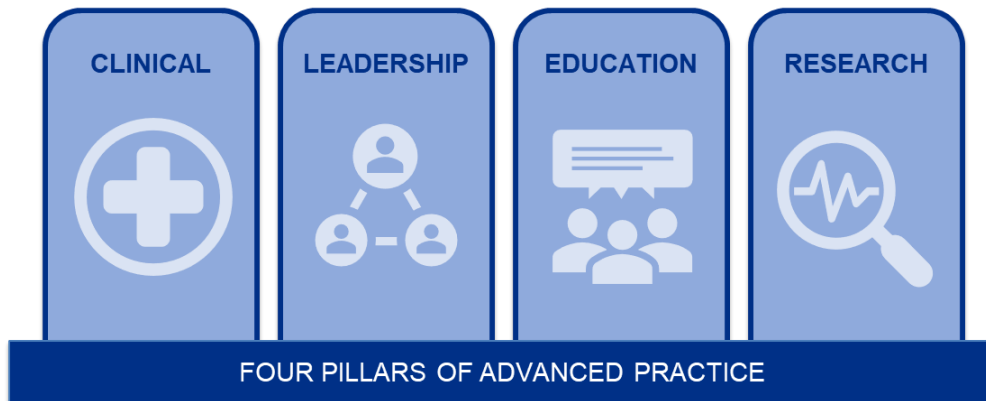 CLINICAL
LEADERSHIP
EDUCATION
RESEARCH
FOUR PILLARS OF ADVANCED PRACTICE